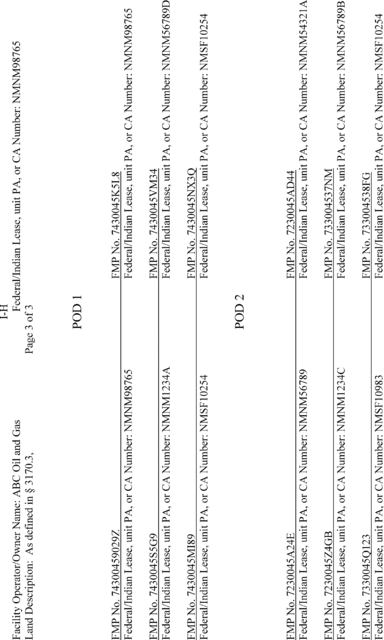 I-H
Facility Operator/Owner Name: ABC Oil and Gas Federal/Indian Lease, unit PA, or CA Number: NMNM98765
Land Description: As defined in § 3170.3, Page 3 of 3
POD 1
FMP No. 74300459029Z FMP No. 7430045K5L8
Federal/Indian Lease, unit PA, or CA Number: NMNM98765 Federal/Indian Lease, unit PA, or CA Number: NMNM98765
FMP No. 7430045S5G9 FMP No. 7430045VM34
Federal/Indian Lease, unit PA, or CA Number: NMNM1234A Federal/Indian Lease, unit PA, or CA Number: NMNM56789D
FMP No. 7430045MI89 FMP No. 7430045NX3Q
Federal/Indian Lease, unit PA, or CA Number: NMSF10254 Federal/Indian Lease, unit PA, or CA Number: NMSF10254
POD 2
FMP No. 7230045A24E FMP No. 7230045AD44
Federal/Indian Lease, unit PA, or CA Number: NMNM56789 Federal/Indian Lease, unit PA, or CA Number: NMNM54321A
FMP No. 7230045Z4GB FMP No. 733004537NM
Federal/Indian Lease, unit PA, or CA Number: NMNM1234C Federal/Indian Lease, unit PA, or CA Number: NMNM56789B
FMP No. 7330045Q123 FMP No. 733004538EG
Federal/Indian Lease, unit PA, or CA Number: NMSF10983 Federal/Indian Lease, unit PA, or CA Number: NMSF10254